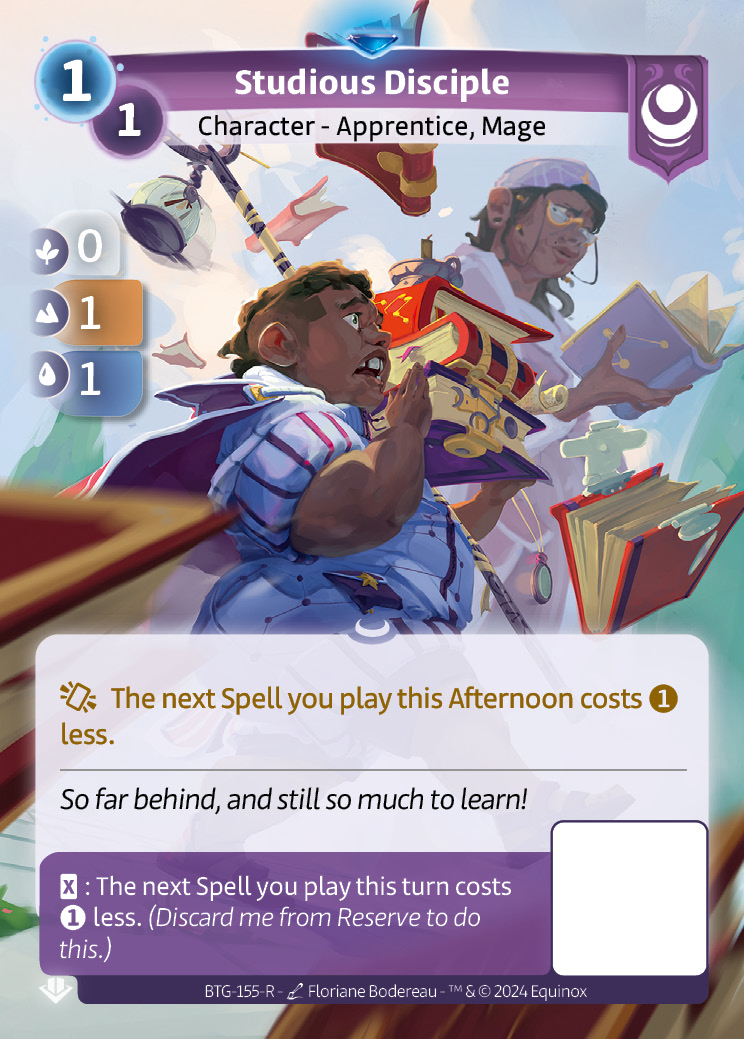 1
Studious Disciple
1
Character - Apprentice, Mage
0
1
1
The next Spell you play this Afternoon costs 1
less.
So far behind, and still so much to learn!
X : The next Spell you play this turn costs
1 less. (Discard me from Reserve to do
this.)
BTG-155-R - Floriane Bodereau - ™ & © 2024 Equinox